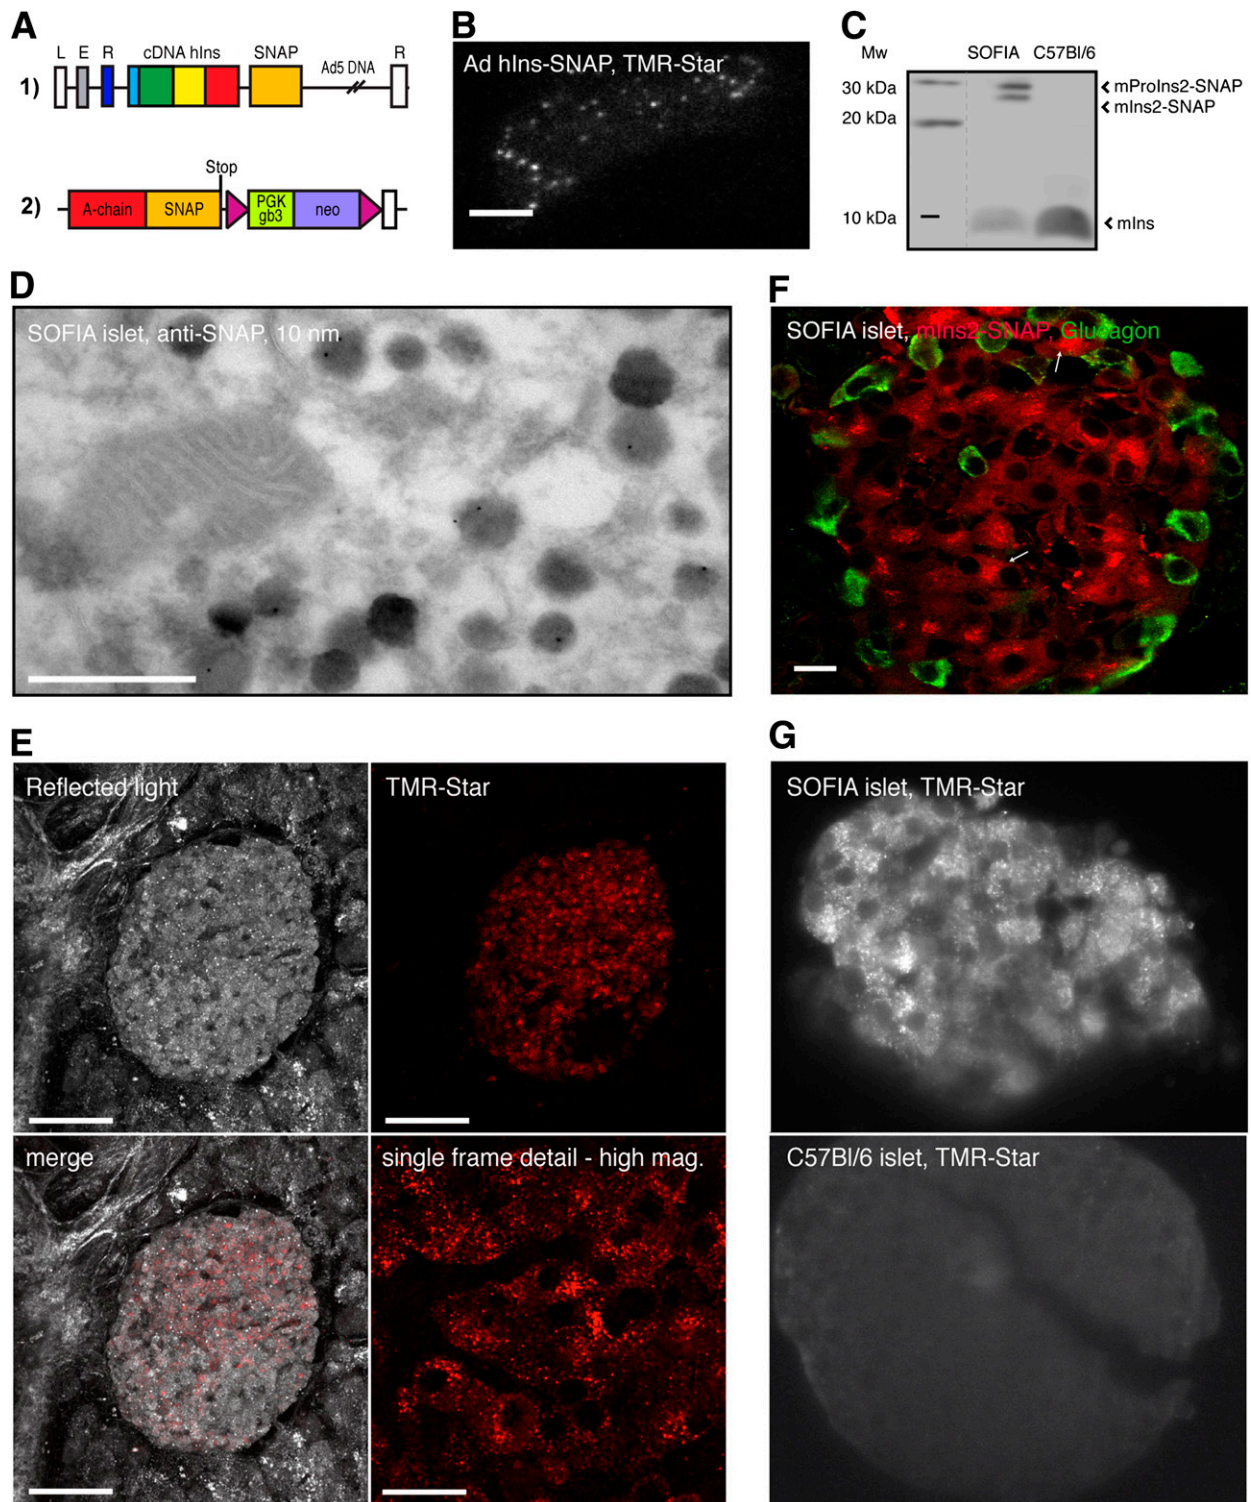 A
L E R cDNA hIns SNAP R
Ad5 DNA
1)
Stop
2) A-chain SNAP PGK gb3 neo
B
Ad hIns-SNAP, TMR-Star
C
Mw SOFIA C57Bl/6
30 kDa mProIns2-SNAP
mIns2-SNAP
20 kDa
10 kDa mIns
D
SOFIA islet, anti-SNAP, 10 nm
F
SOFIA islet, mIns2-SNAP, Glucagon
E
Reflected light
TMR-Star
merge
single frame detail - high mag.
G
SOFIA islet, TMR-Star
C57Bl/6 islet, TMR-Star